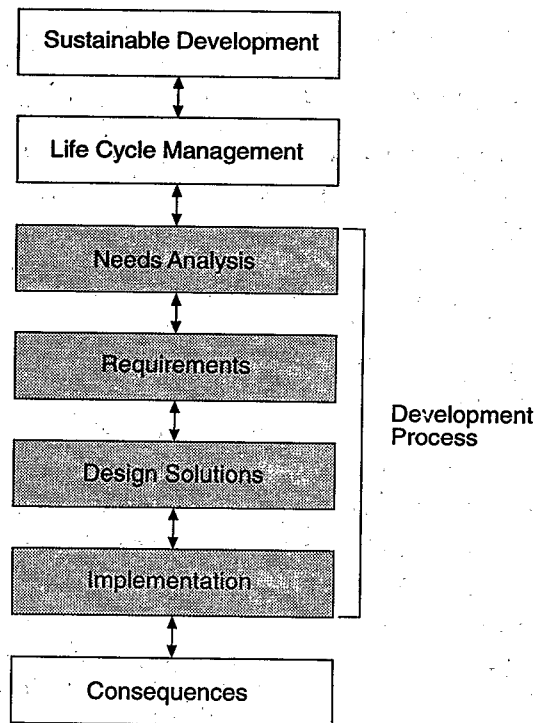 Sustainable Development
Life Cycle Management
Needs Analysis
Requirements
Development
Process
Design Solutions
Implementation
Consequences